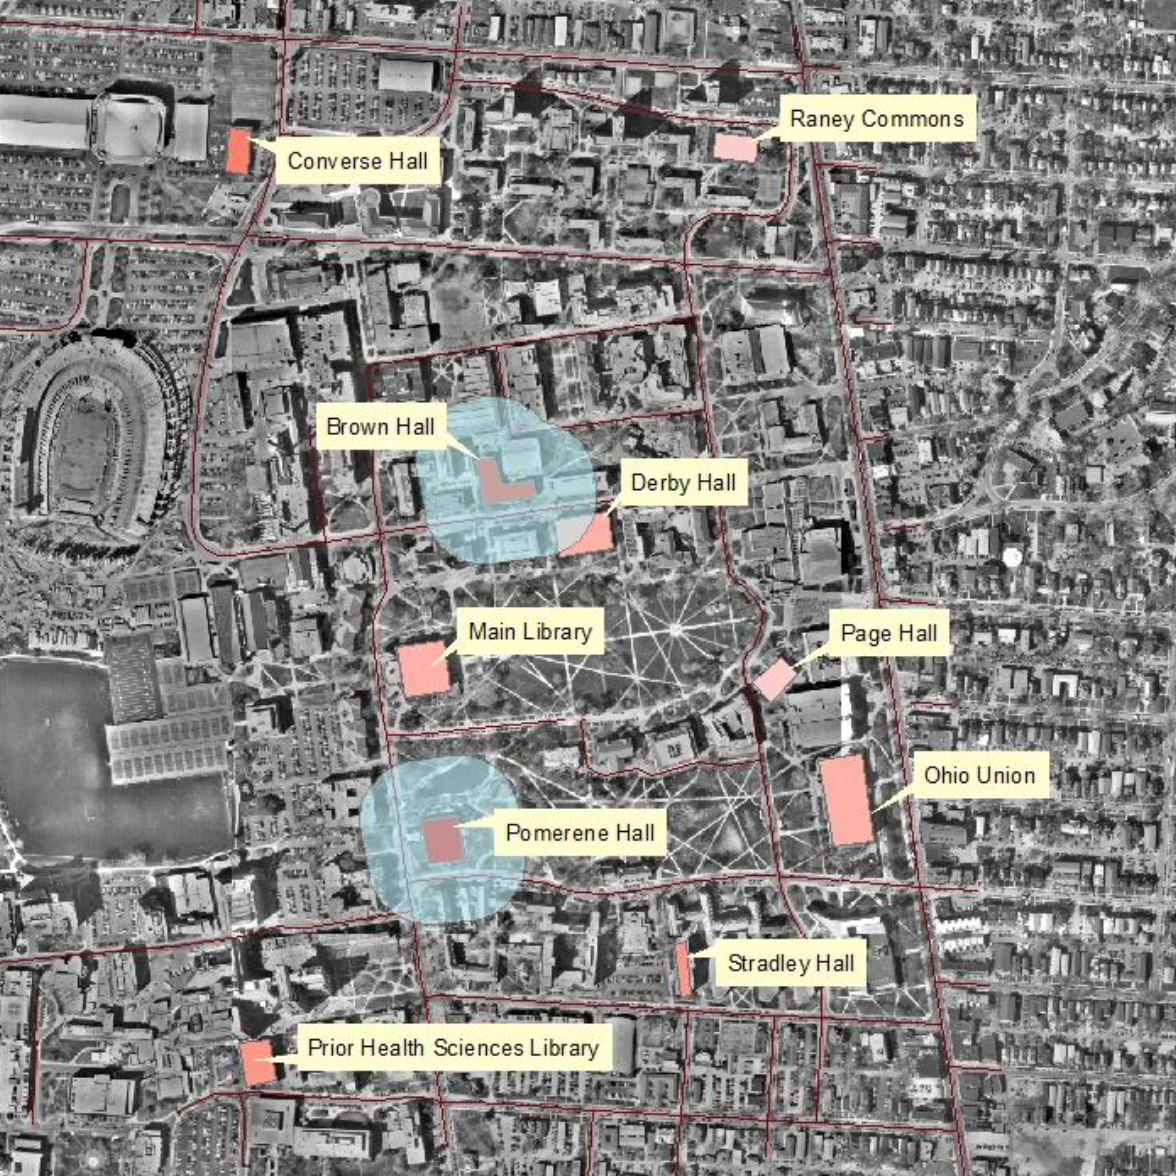 Raney Commons
Converse Hall
Brown Hall
Derby Hall
Main Library
Page Hall
Ohio Union
Pomerene Hall
Stradley Hall
Prior Health Sciences Library